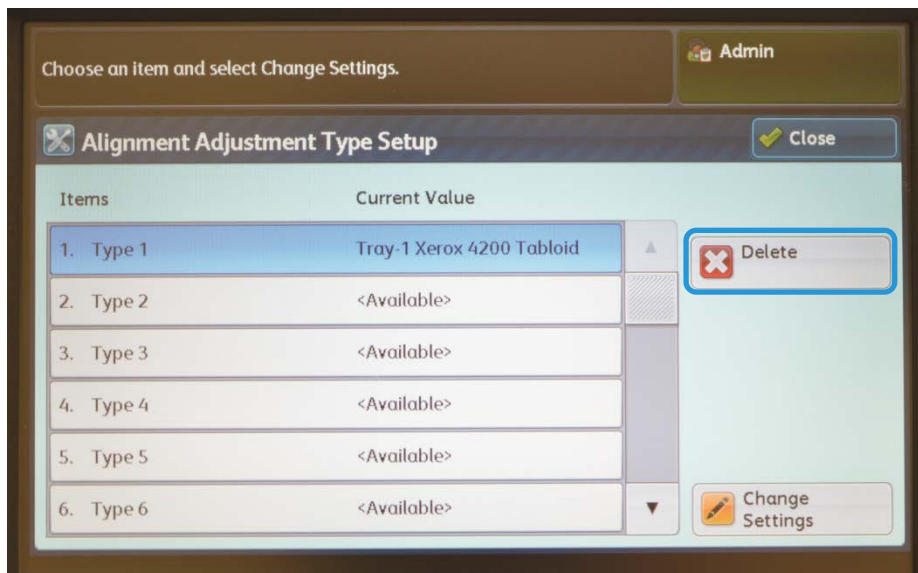 Choose an item and select Change Settings.
Admin
Alignment Adjustment Type Setup
Close
Items Current Value
1. Type 1 Tray-1 Xerox 4200 Tabloid
Delete
2. Type 2 <Available>
3. Type 3 <Available>
4. Type 4 <Available>
5. Type 5 <Available>
6. Type 6 <Available>
Change
Settings